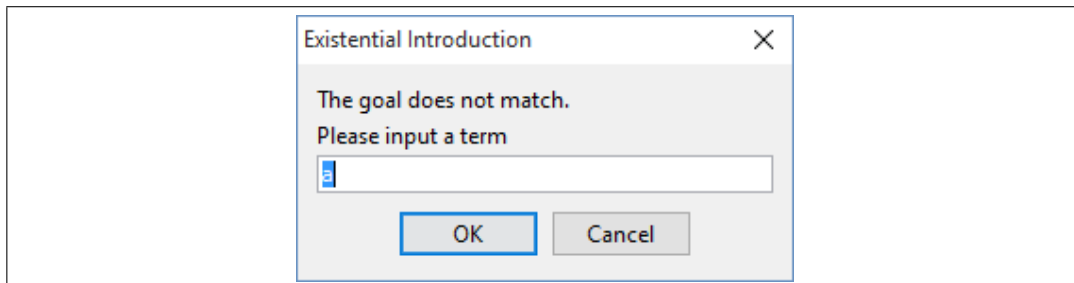 Existential Introduction
The goal does not match.
Please input a term
a
OK Cancel